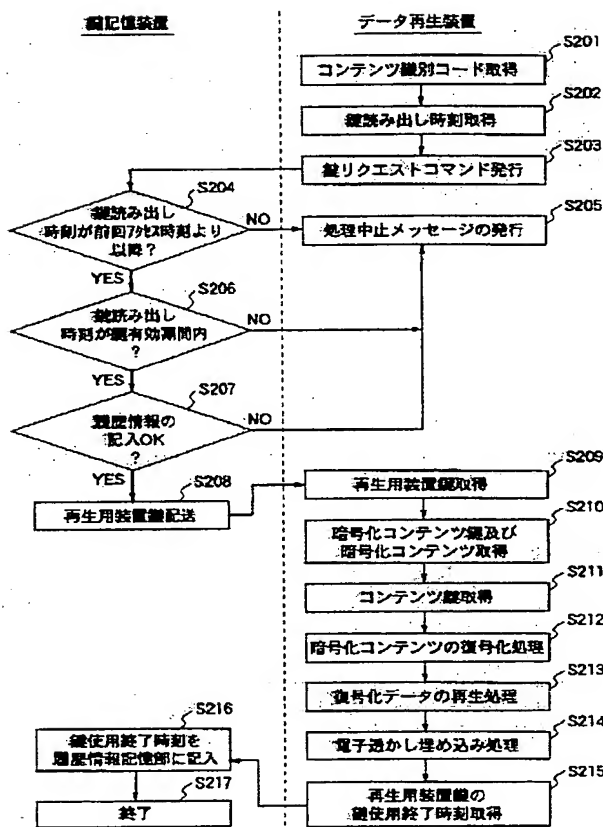 鍵記憶装置
データ再生装置
S201
コンテンツ識別コード取得
S202
鍵読み出し時刻取得
S203
鍵リクエストコマンド発行
S204
鍵読み出し
時刻が前回アクセス時刻より
以降?
NO
S205
処理中止メッセージの発行
YES
S206
鍵読み出し
時刻が鍵有効期間内
?
NO
YES
S207
履歴情報の
記入OK
?
NO
YES
S208
再生用装置鍵配送
S209
再生用装置鍵取得
S210
暗号化コンテンツ鍵及び
暗号化コンテンツ取得
S211
コンテンツ鍵取得
S212
暗号化コンテンツの復号化処理
S213
復号化データの再生処理
S214
電子透かし埋め込み処理
S215
再生用装置鍵の
鍵使用終了時刻取得
S216
鍵使用終了時刻を
履歴情報記憶部に記入
S217
終了